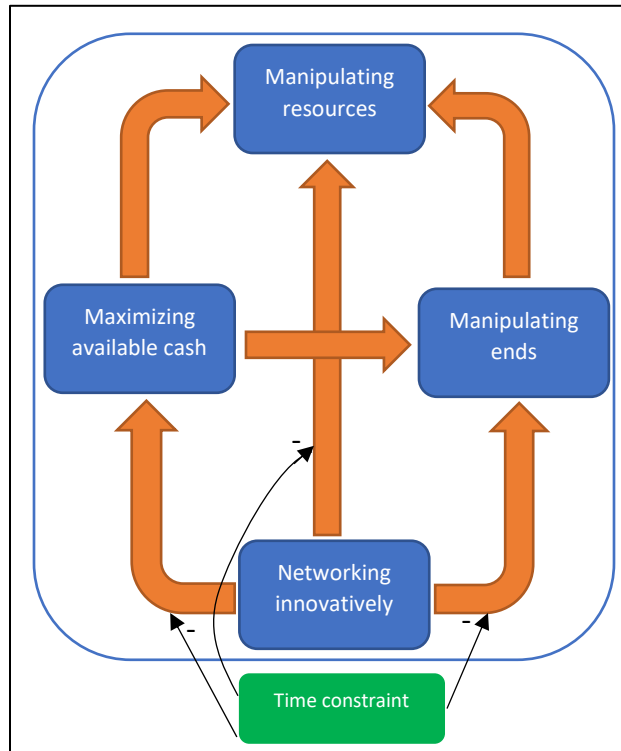 Manipulating
resources
Maximizing
available cash
Manipulating
ends
-
Networking
innovatively
-
-
Time constraint